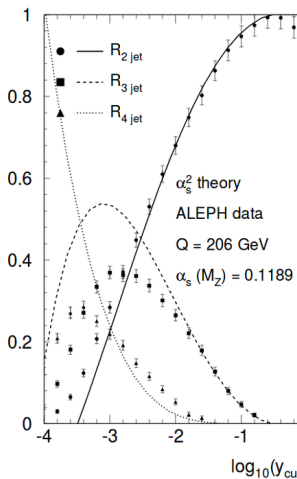 1
R2 jet
R3 jet
0.8
R4 jet
αs2 theory
0.6
ALEPH data
Q = 206 GeV
αs (MZ) = 0.1189
0.4
0.2
0
-4 -3 -2 -1 0
log10(ycu